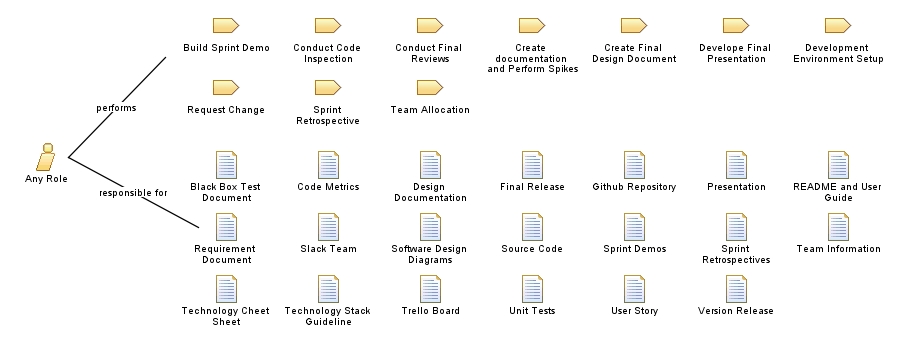 Build Sprint Demo
Conduct Code
Inspection
Conduct Final
Reviews
Create
documentation
and Perform Spikes
Create Final
Design Document
Develope Final
Presentation
Development
Environment Setup
performs
Request Change
Sprint
Retrospective
Team Allocation
Any Role
responsible for
Black Box Test
Document
Code Metrics
Design
Documentation
Final Release
Github Repository
Presentation
README and User
Guide
Requirement
Document
Slack Team
Software Design
Diagrams
Source Code
Sprint Demos
Sprint
Retrospectives
Team Information
Technology Cheet
Sheet
Technology Stack
Guideline
Trello Board
Unit Tests
User Story
Version Release